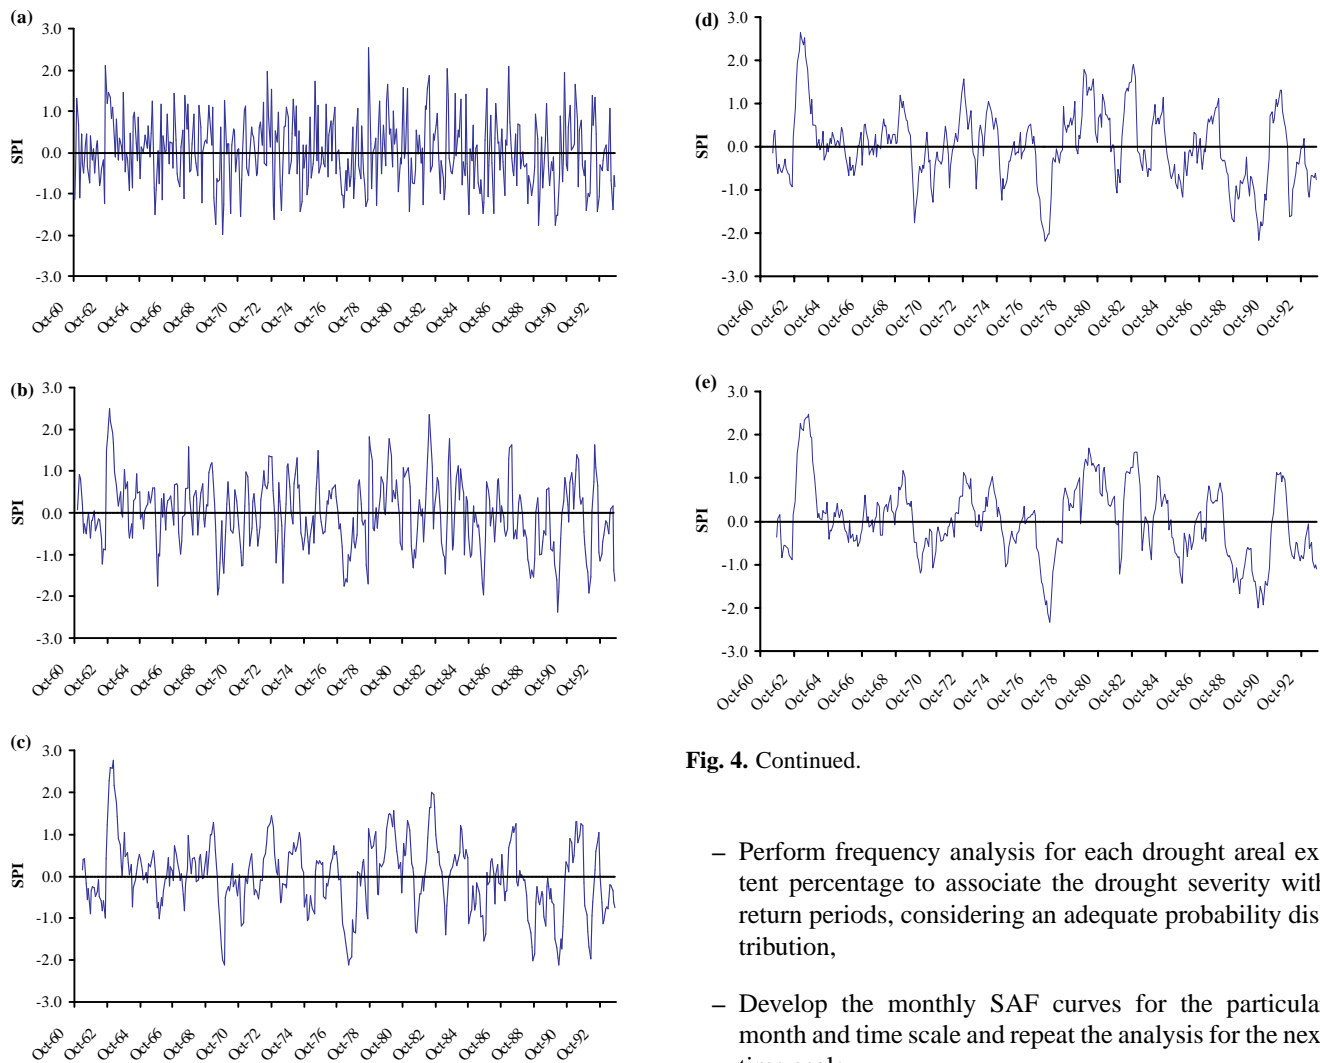 (a)
3.0
2.0
1.0
0.0
-1.0
-2.0
-3.0
SPI
Oct-60
Oct-62
Oct-64
Oct-66
Oct-68
Oct-70
Oct-72
Oct-74
Oct-76
Oct-78
Oct-80
Oct-82
Oct-84
Oct-86
Oct-88
Oct-90
Oct-92
(b)
3.0
2.0
1.0
0.0
-1.0
-2.0
-3.0
SPI
Oct-60
Oct-62
Oct-64
Oct-66
Oct-68
Oct-70
Oct-72
Oct-74
Oct-76
Oct-78
Oct-80
Oct-82
Oct-84
Oct-86
Oct-88
Oct-90
Oct-92
(c)
3.0
2.0
1.0
0.0
-1.0
-2.0
-3.0
SPI
Oct-60
Oct-62
Oct-64
Oct-66
Oct-68
Oct-70
Oct-72
Oct-74
Oct-76
Oct-78
Oct-80
Oct-82
Oct-84
Oct-86
Oct-88
Oct-90
Oct-92
(d)
3.0
2.0
1.0
0.0
-1.0
-2.0
-3.0
SPI
Oct-60
Oct-62
Oct-64
Oct-66
Oct-68
Oct-70
Oct-72
Oct-74
Oct-76
Oct-78
Oct-80
Oct-82
Oct-84
Oct-86
Oct-88
Oct-90
Oct-92
(e)
3.0
2.0
1.0
0.0
-1.0
-2.0
-3.0
SPI
Oct-60
Oct-62
Oct-64
Oct-66
Oct-68
Oct-70
Oct-72
Oct-74
Oct-76
Oct-78
Oct-80
Oct-82
Oct-84
Oct-86
Oct-88
Oct-90
Oct-92
Fig. 4. Continued.
– Perform frequency analysis for each drought areal ex
tent percentage to associate the drought severity with
return periods, considering an adequate probability dis
tribution,
– Develop the monthly SAF curves for the particula
month and time scale and repeat the analysis for the nex